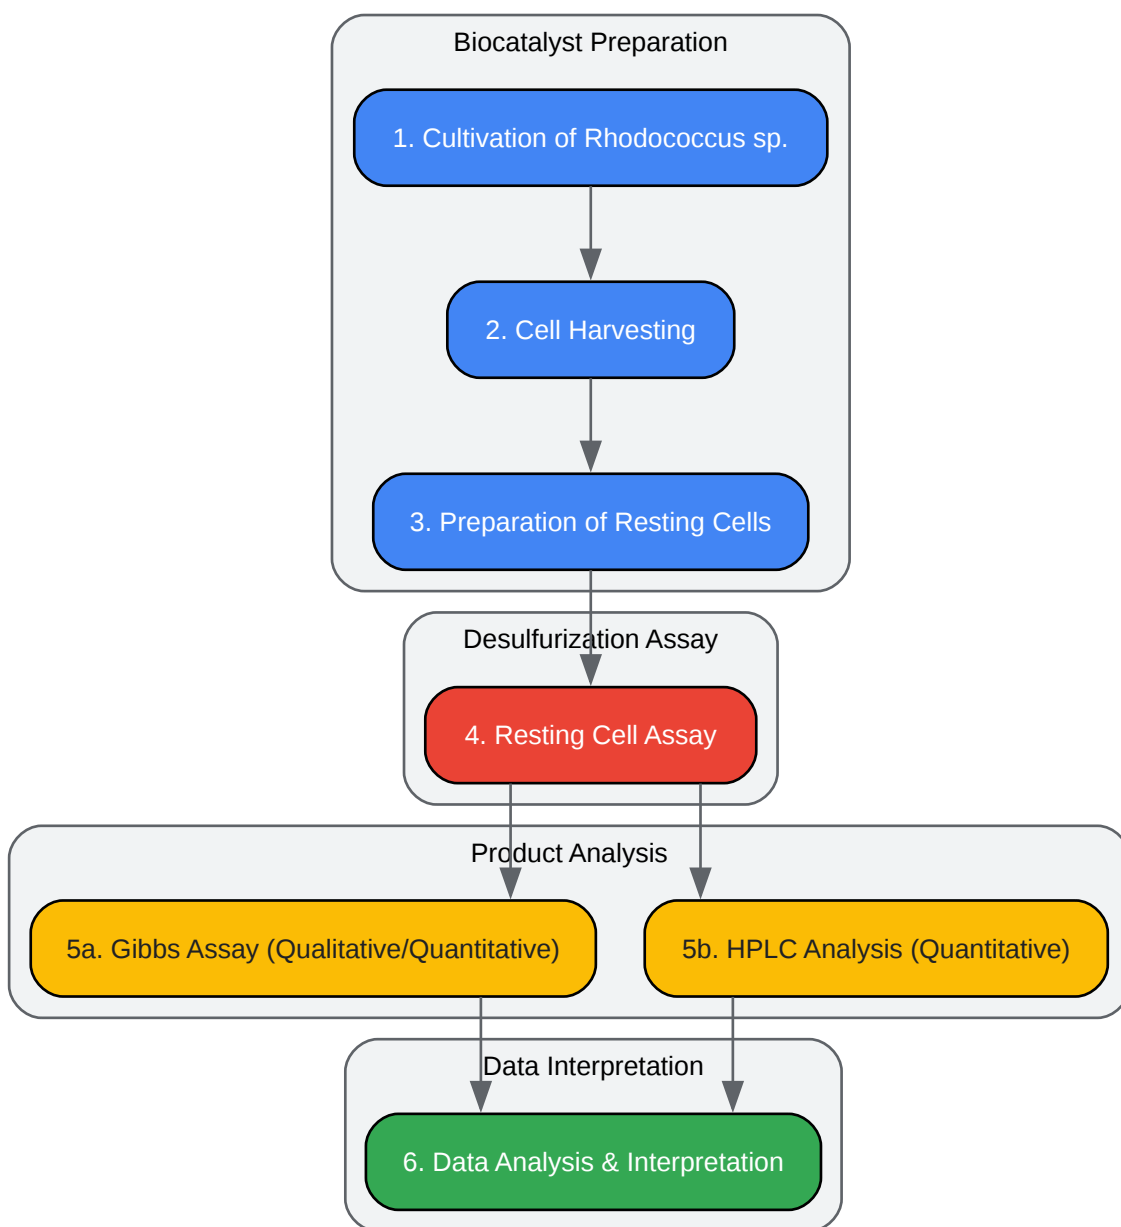 Biocatalyst Preparation
1. Cultivation of Rhodococcus sp.
2. Cell Harvesting
3. Preparation of Resting Cells
Desulfurization Assay
4. Resting Cell Assay
Product Analysis
5a. Gibbs Assay (Qualitative/Quantitative)
5b. HPLC Analysis (Quantitative)
Data Interpretation
6. Data Analysis & Interpretation